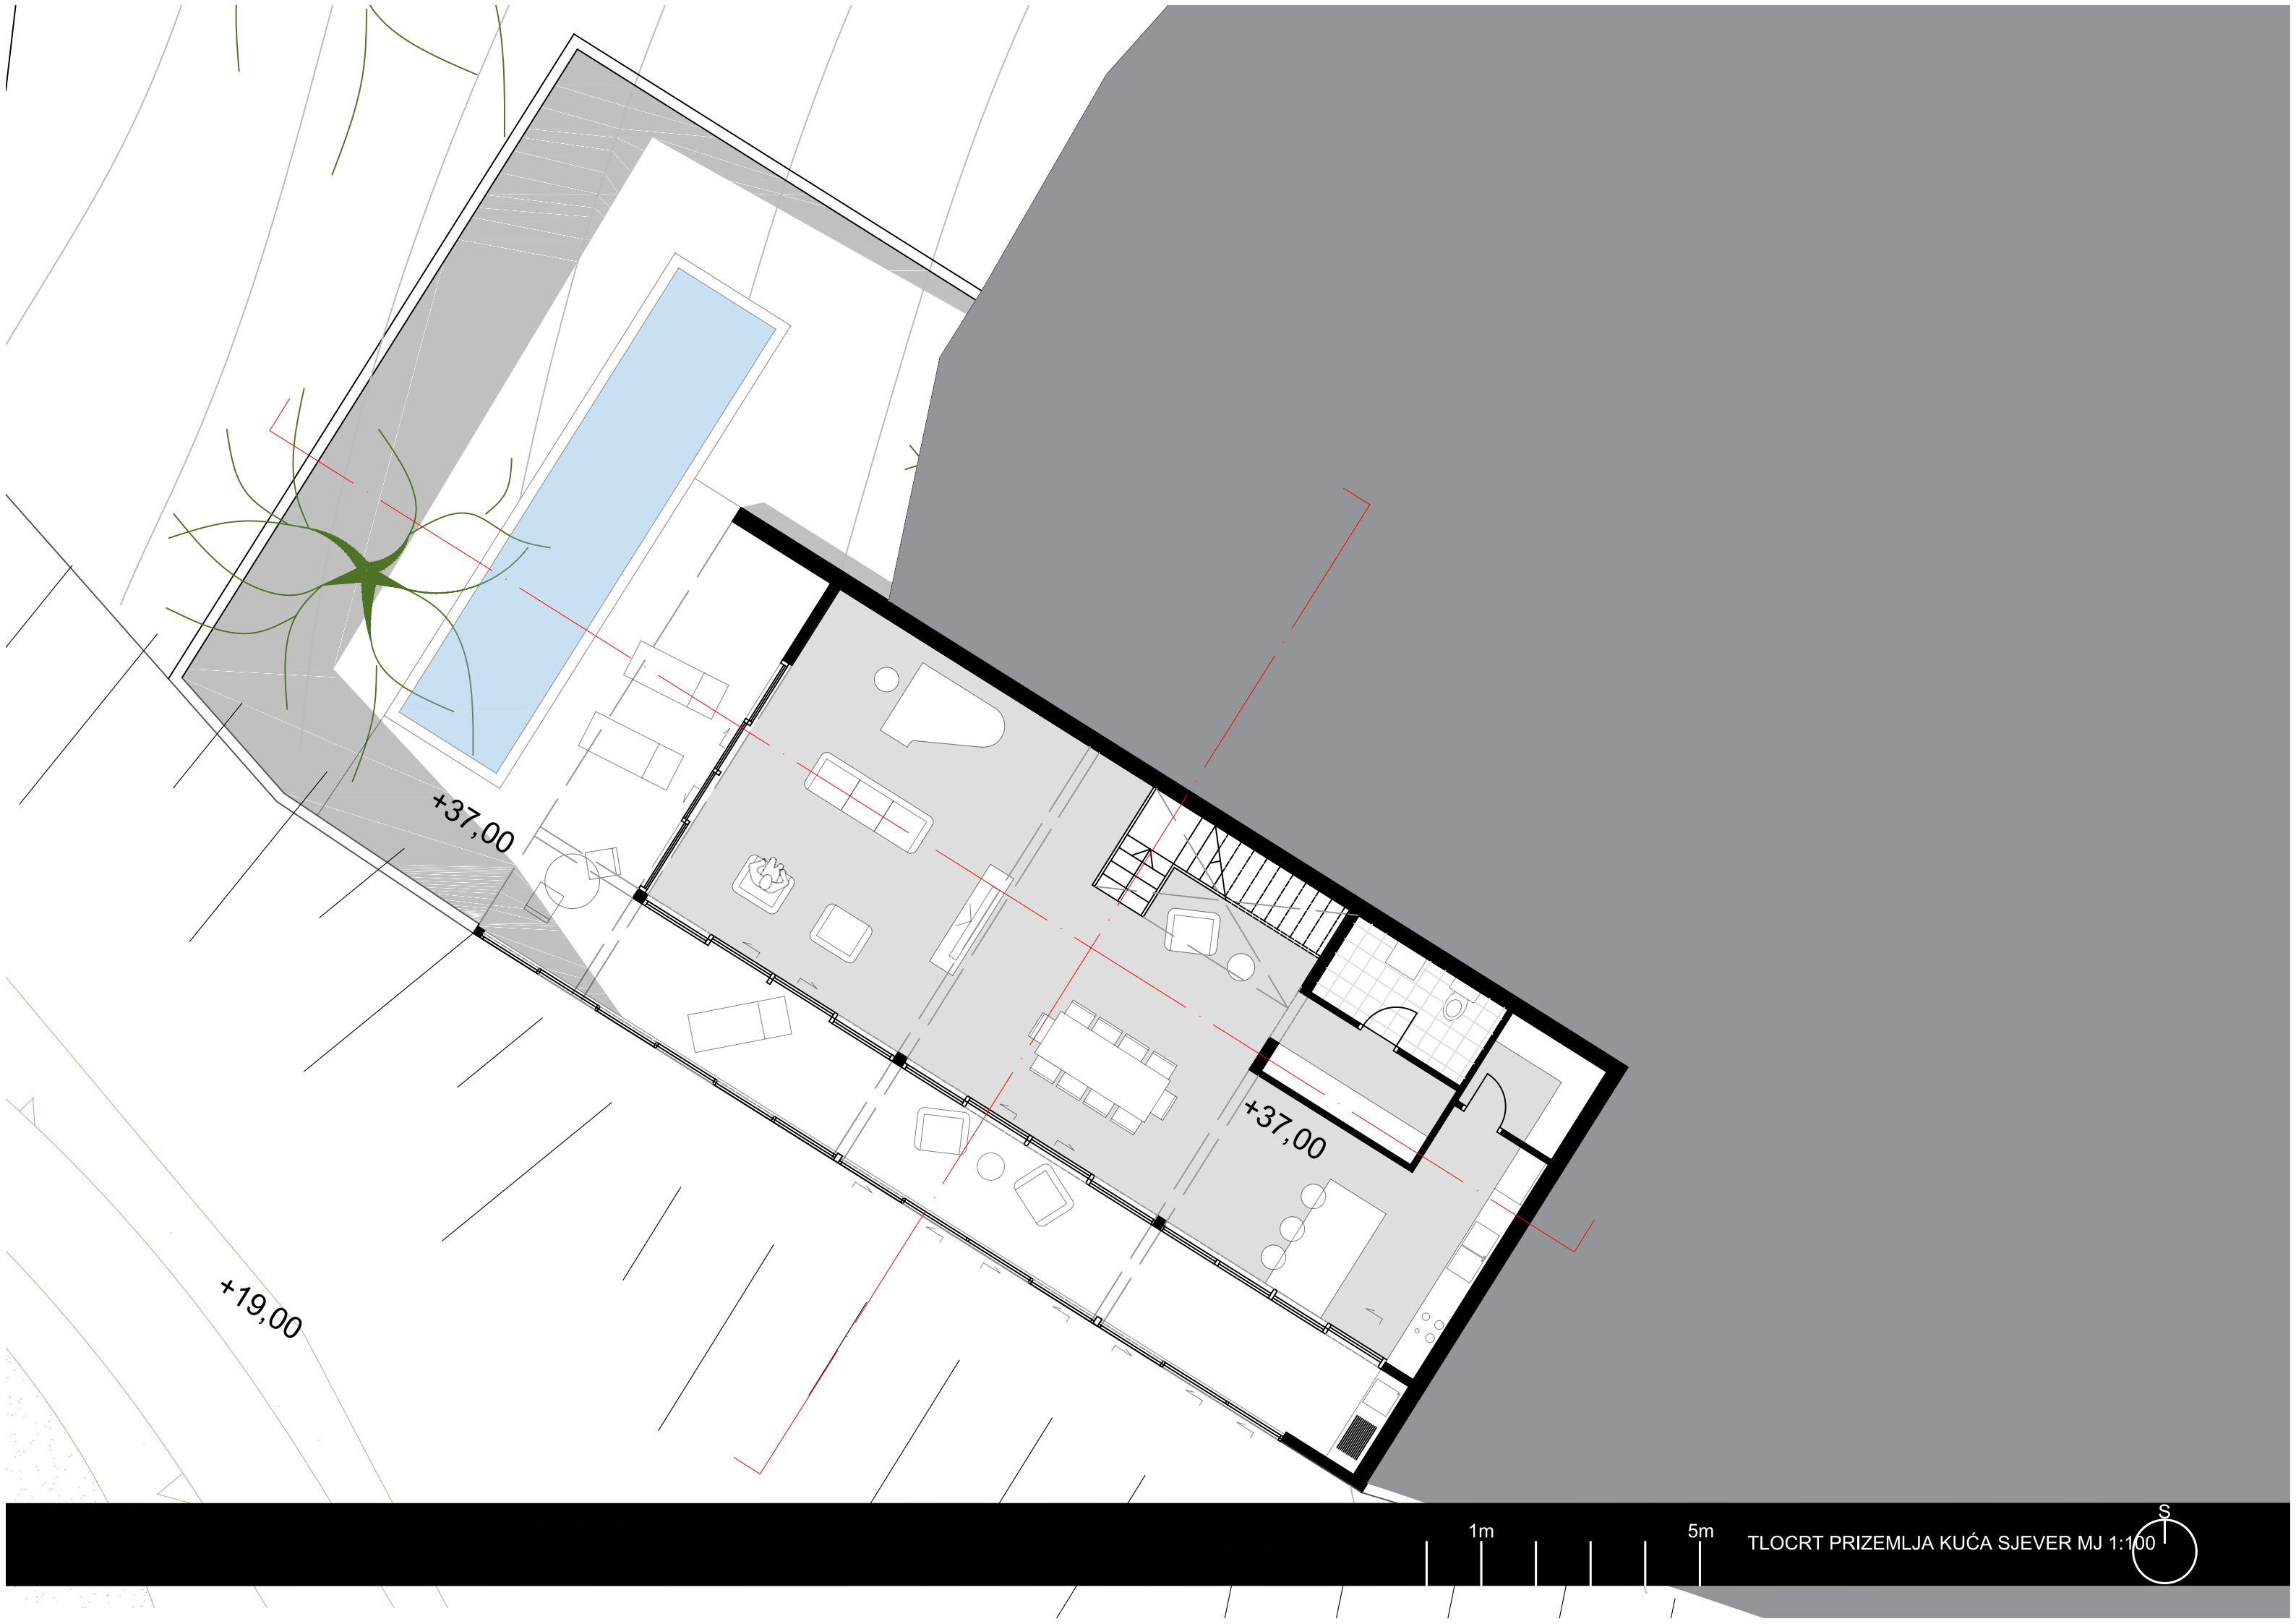 +37,00
+37,00
+19,00
S
1m 5m TLOCRT PRIZEMLJA KUĆA SJEVER MJ 1:100